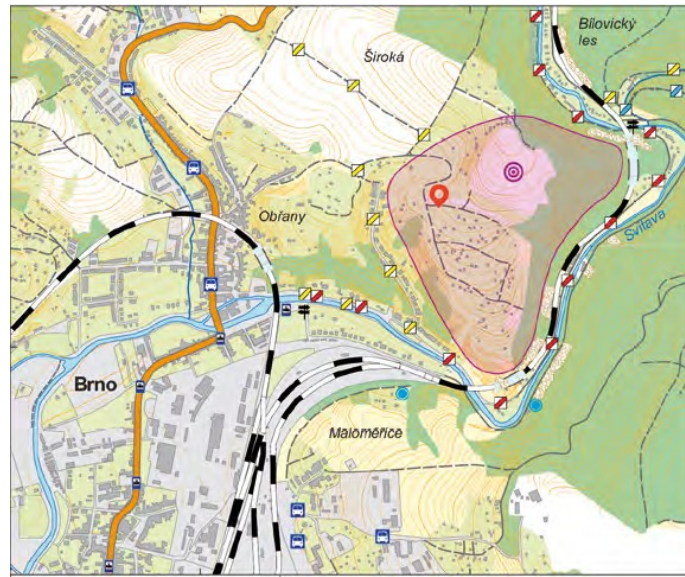 Bílovický
les
Široká
Obřany
Svitava
Brno
Maloměřice